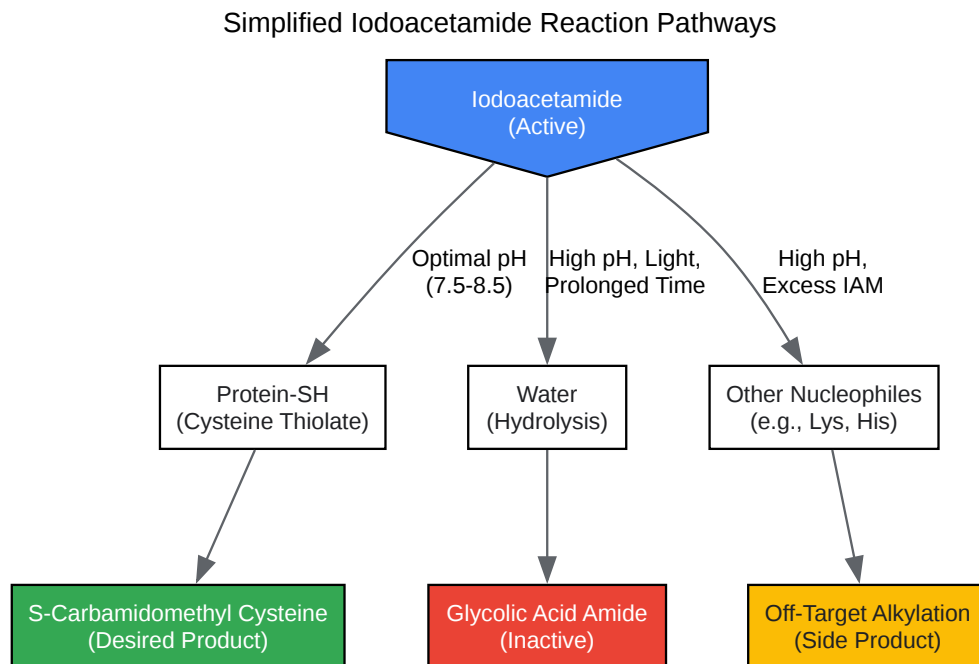 Simplified Iodoacetamide Reaction Pathways
Iodoacetamide
(Active)
Optimal pH
(7.5-8.5)
High pH, Light,
Prolonged Time
High pH,
Excess IAM
Protein-SH
(Cysteine Thiolate)
Water
(Hydrolysis)
Other Nucleophiles
(e.g., Lys, His)
S-Carbamidomethyl Cysteine
(Desired Product)
Glycolic Acid Amide
(Inactive)
Off-Target Alkylation
(Side Product)